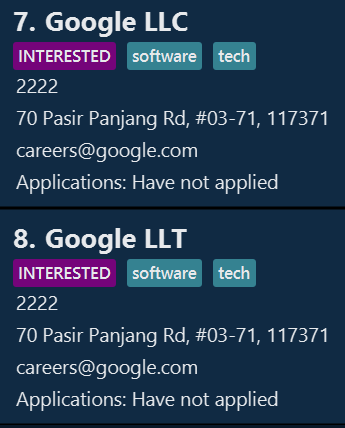 7. Google LLC
INTERESTED software tech
2222
70 Pasir Panjang Rd, #03-71, 117371
careers@google.com
Applications: Have not applied
8. Google LLT
INTERESTED software tech
2222
70 Pasir Panjang Rd, #03-71, 117371
careers@google.com
Applications: Have not applied